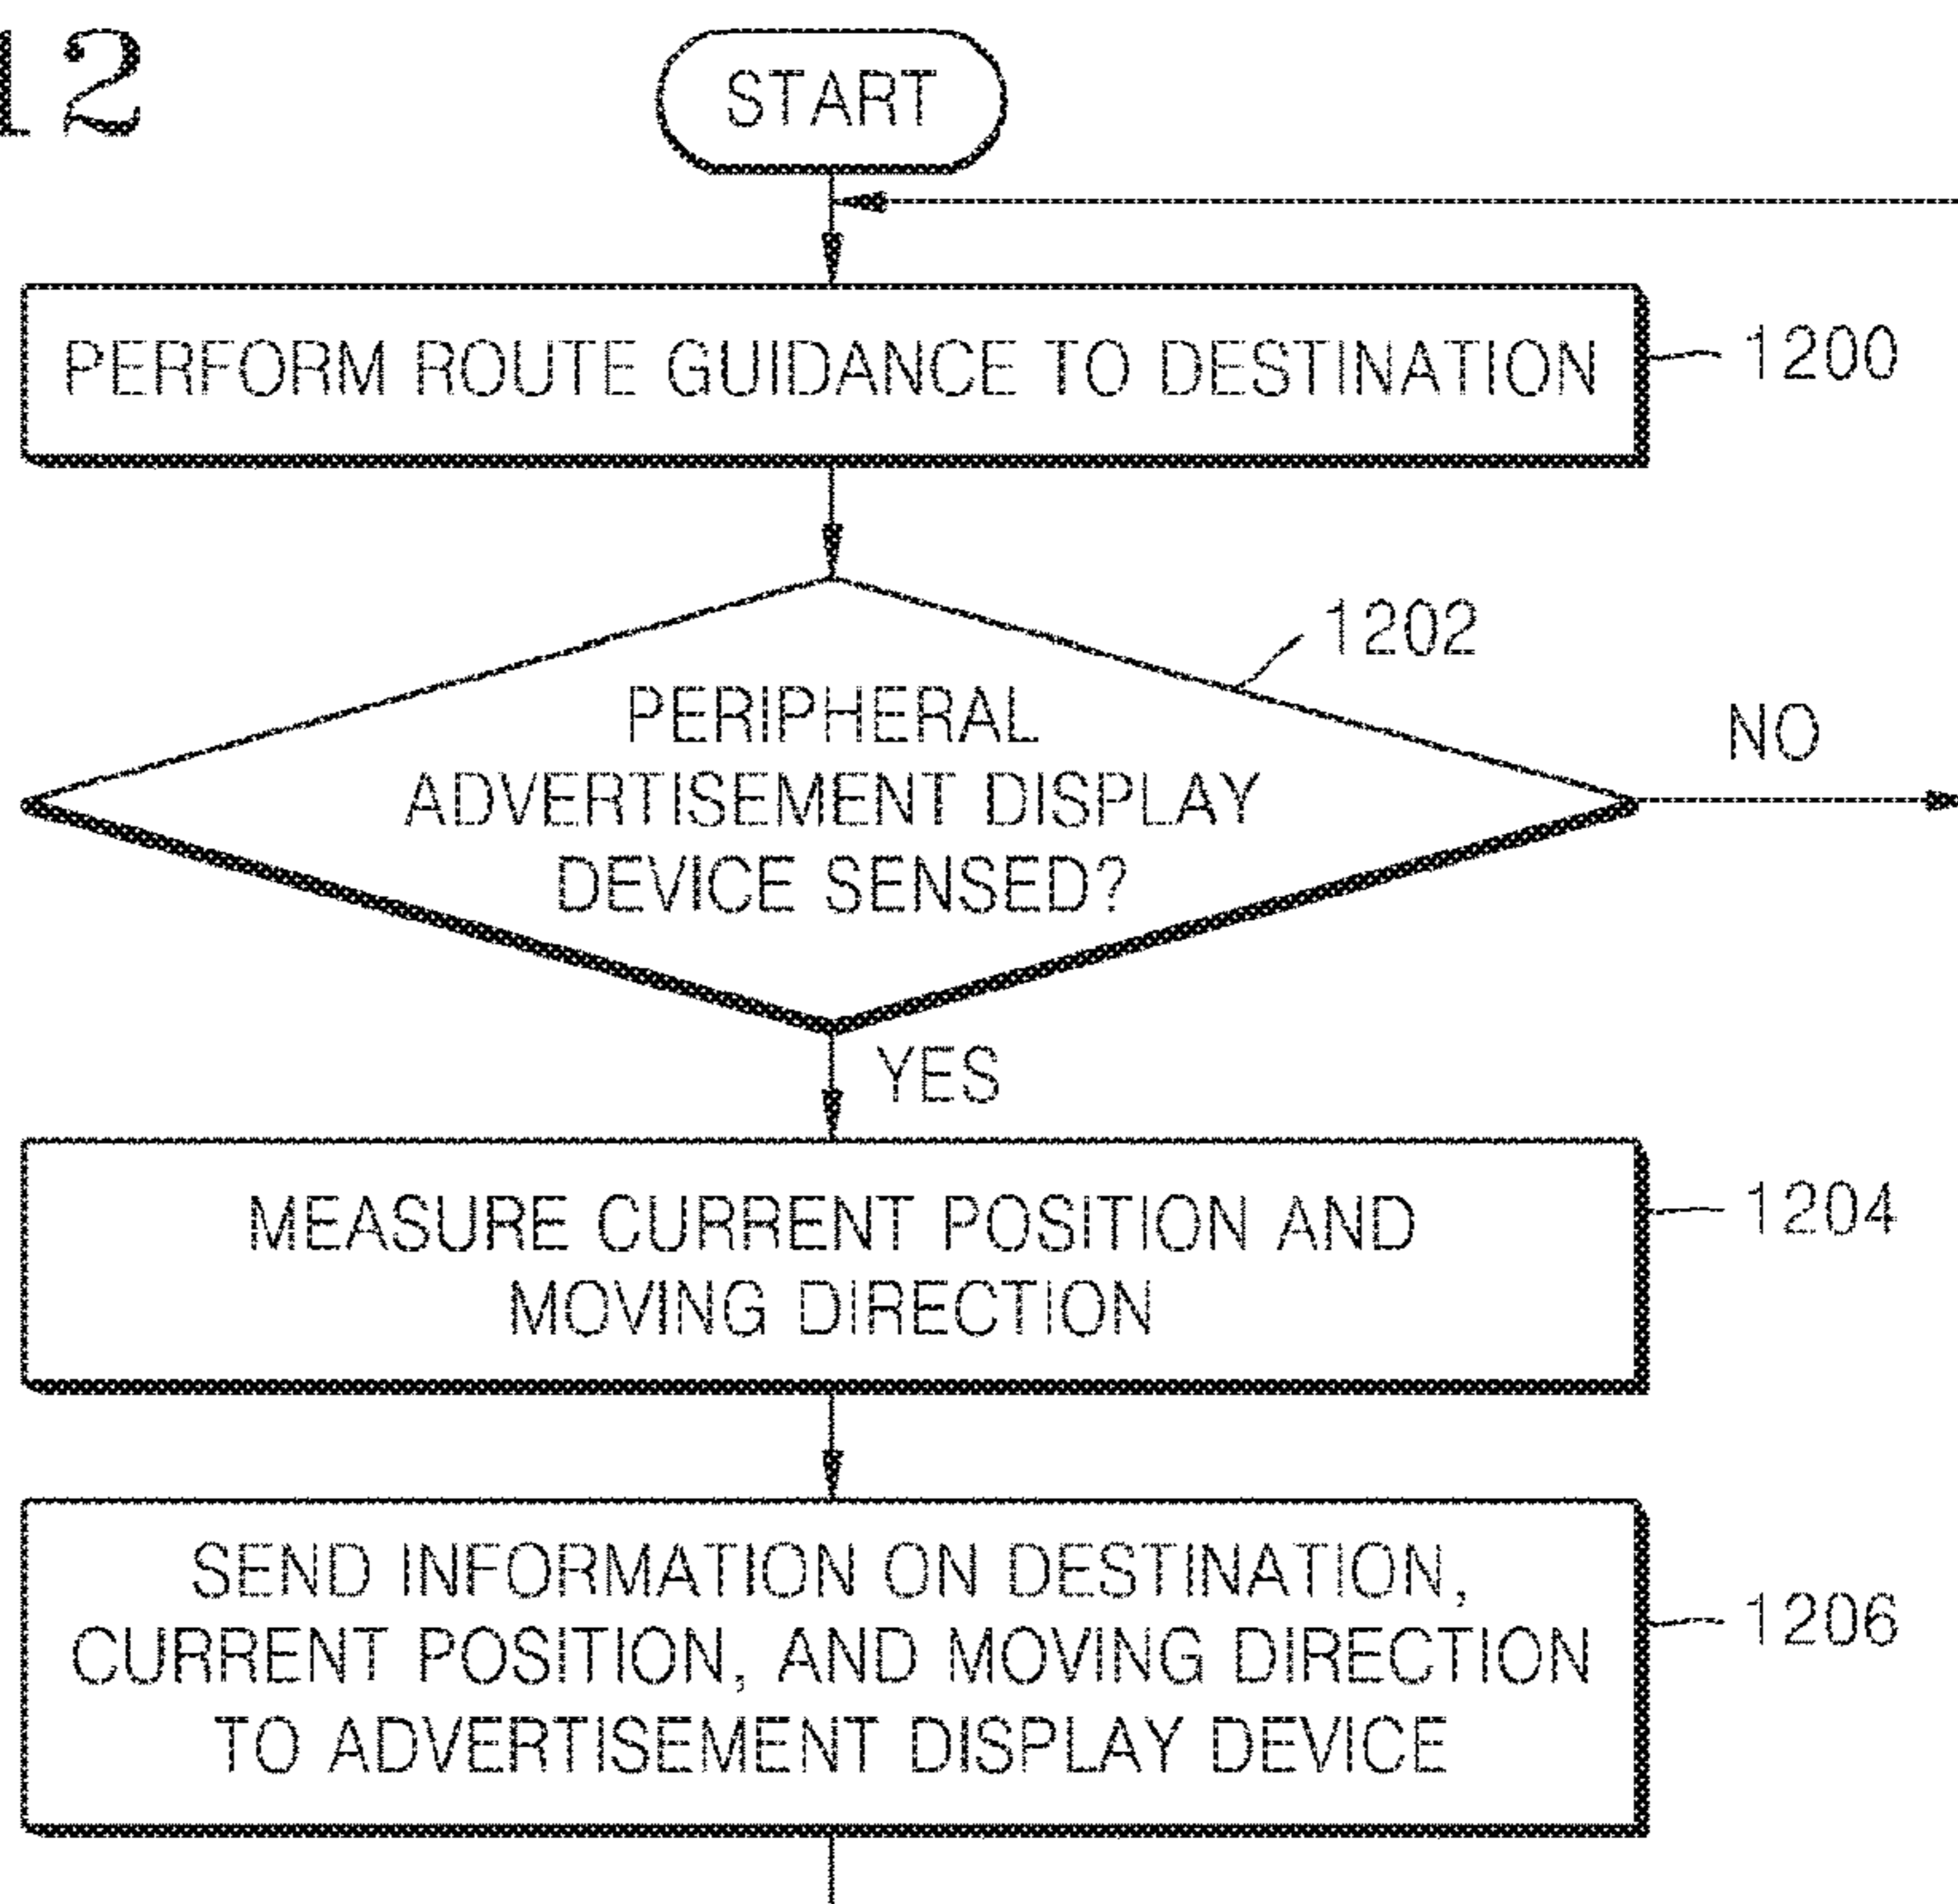 12
START
PERFORM ROUTE GUIDANCE TO DESTINATION
1200
1202
PERIPHERAL
ADVERTISEMENT DISPLAY
DEVICE SENSED?
NO
YES
MEASURE CURRENT POSITION AND
MOVING DIRECTION
1204
SEND INFORMATION ON DESTINATION,
CURRENT POSITION, AND MOVING DIRECTION
TO ADVERTISEMENT DISPLAY DEVICE
1206